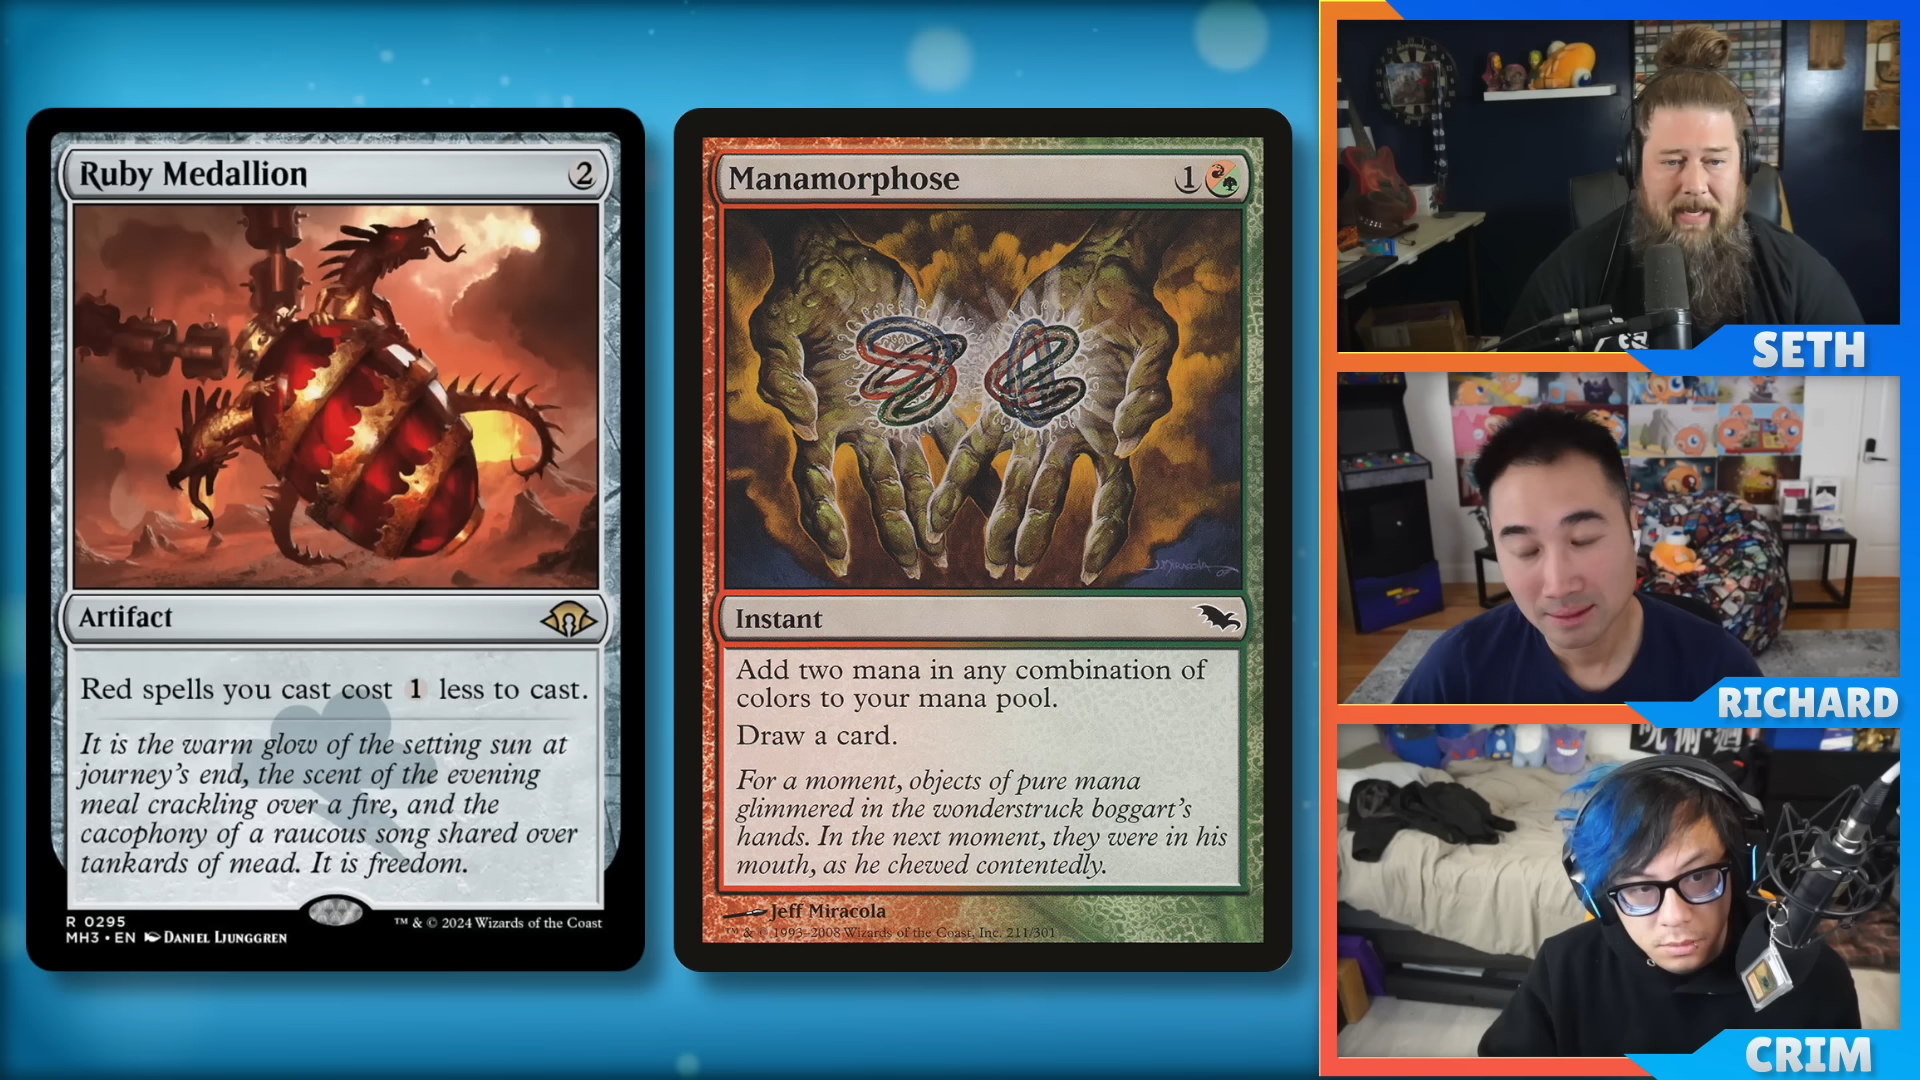 Ruby Medallion 2
Artifact
Red spells you cast cost 1 less to cast.
It is the warm glow of the setting sun at
journey's end, the scent of the evening
meal crackling over a fire, and the
cacophony of a raucous song shared over
tankards of mead. It is freedom.
R 0295
MH3 • EN DANIEL LJUNGGREN
™ & © 2024 Wizards of the Coast
Manamorphose 1
Instant
Add two mana in any combination of
colors to your mana pool.
Draw a card.
For a moment, objects of pure mana
glimmered in the wonderstruck boggart's
hands. In the next moment, they were in his
mouth, as he chewed contentedly.
Jeff Miracola
™ & © 1993–2008 Wizards of the Coast, Inc. 211/301
SETH
RICHARD
CRIM